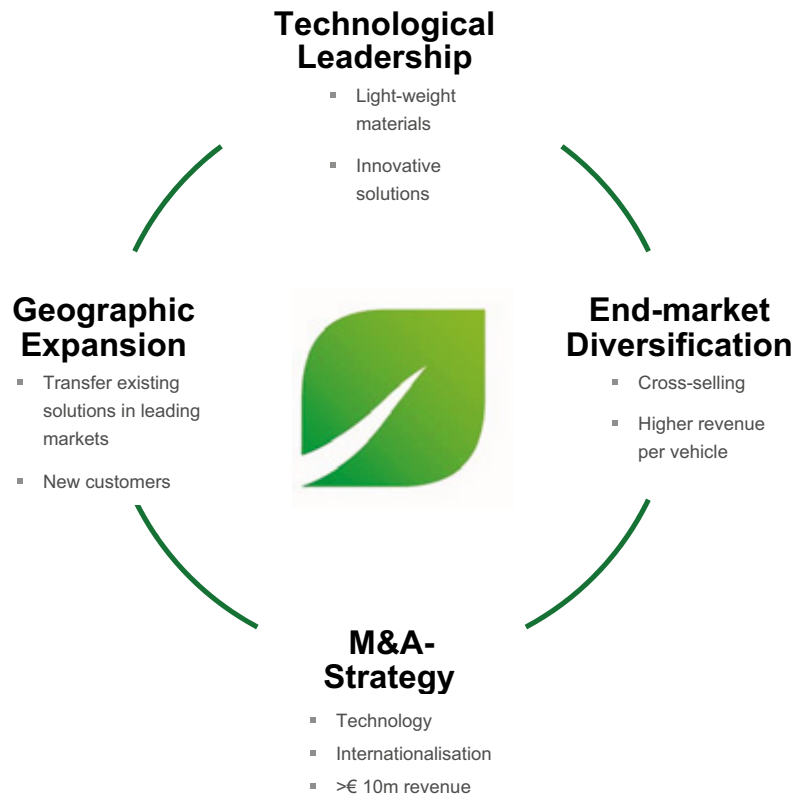 Technological
Leadership
▪ Light-weight
materials
▪ Innovative
solutions
Geographic
Expansion
▪ Transfer existing
solutions in leading
markets
▪ New customers
End-market
Diversification
▪ Cross-selling
▪ Higher revenue
per vehicle
M&A-
Strategy
▪ Technology
▪ Internationalisation
▪ >€ 10m revenue